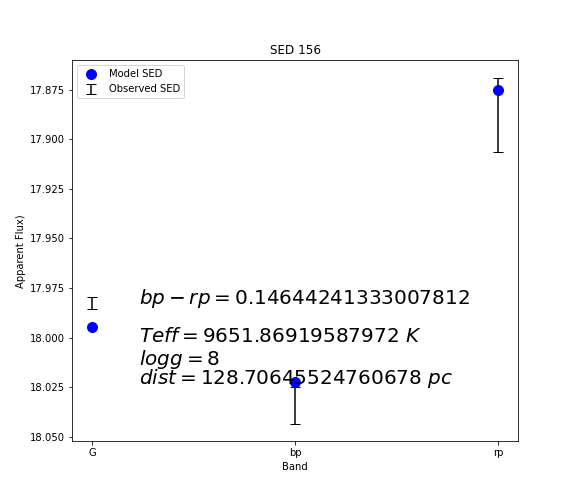 SED 156
Model SED
Observed SED
17.875
17.900
17.925
17.950
17.975
18.000
18.025
18.050
Apparent Flux)
bp − rp = 0.14644241333007812
Teff = 9651.86919587972 K
logg = 8
dist = 128.70645524760678 pc
G
bp
rp
Band